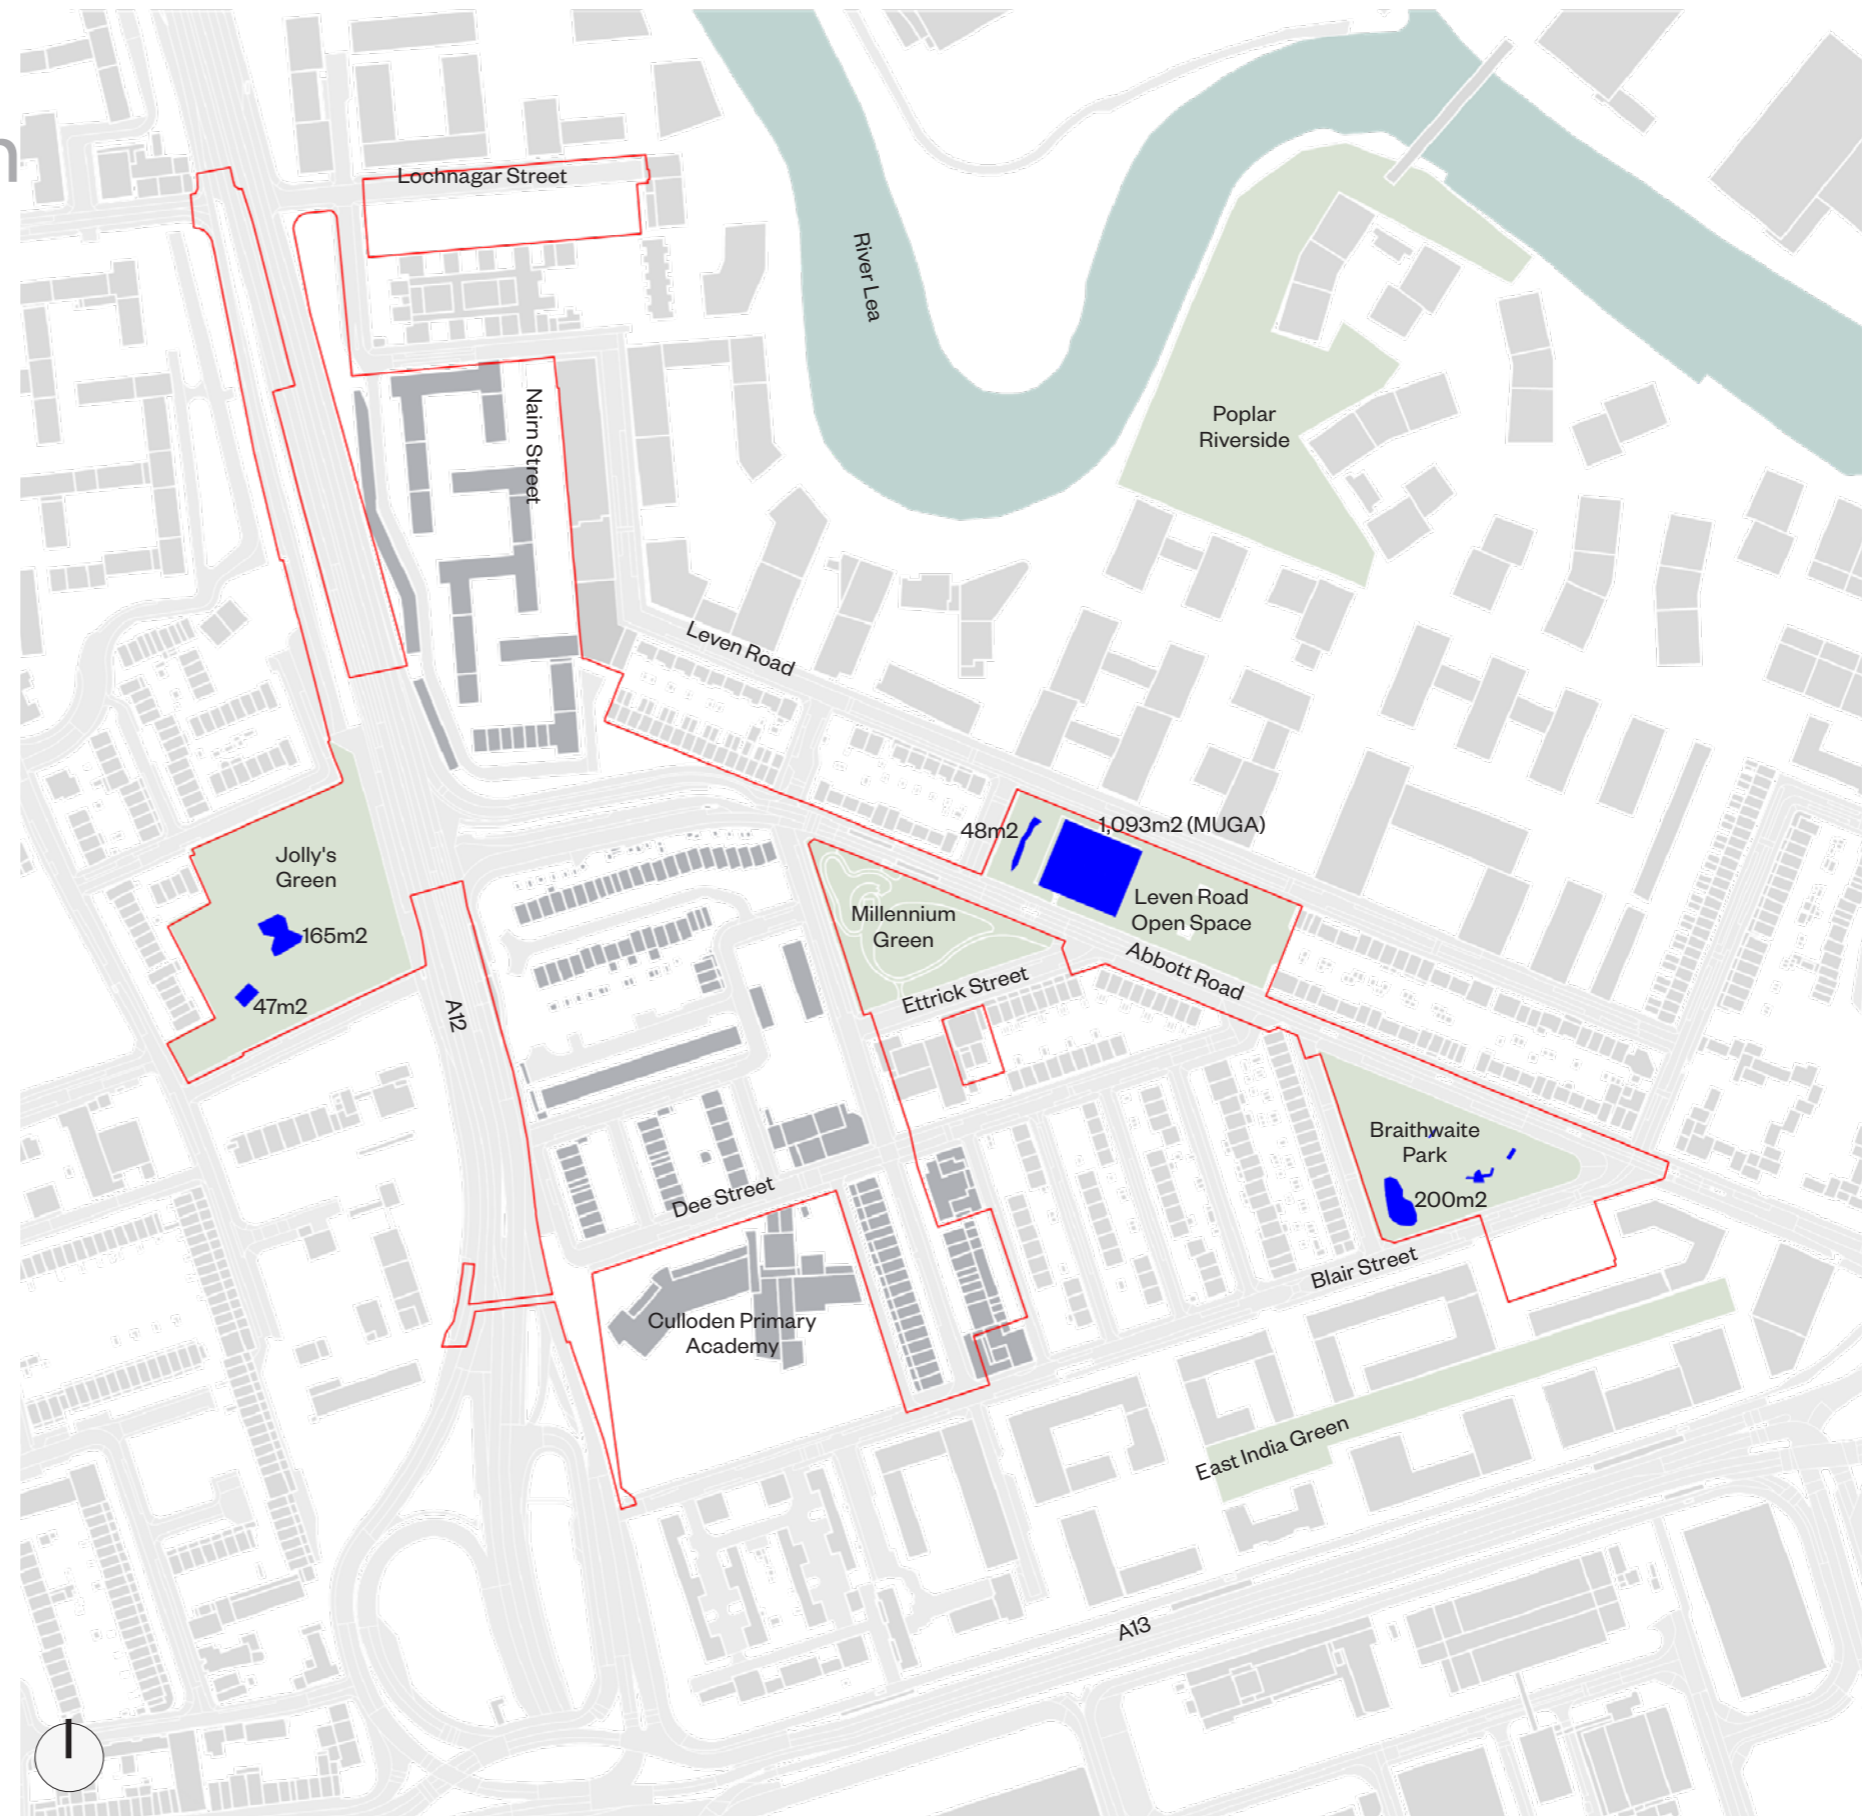 n
Lochnagar Street
River Lea
Nairn Street
Poplar
Riverside
Leven Road
48m2
1,093m2 (MUGA)
Jolly's
Green
Leven Road
Open Space
Millennium
Green
165m2
Abbott Road
Ettrick Street
47m2
A12
Braithwaite
Park
Dee Street
200m2
Blair Street
Culloden Primary
Academy
East India Green
A13